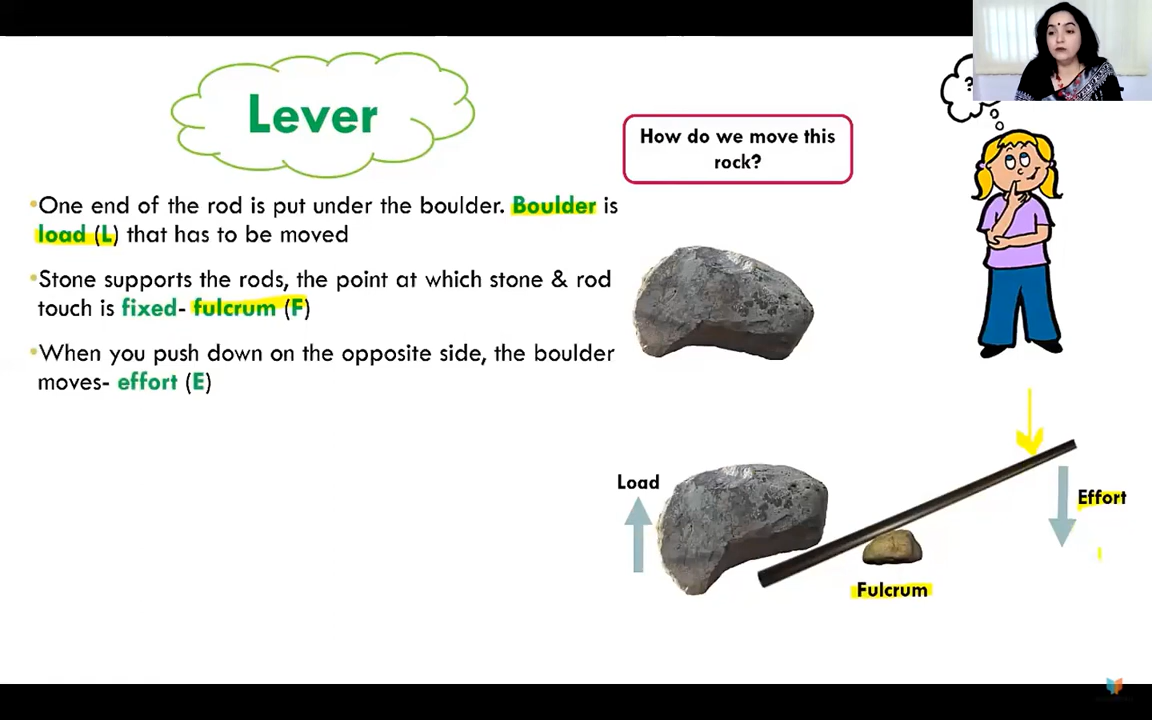 Lever
How do we move this
rock?
•One end of the rod is put under the boulder. Boulder is
load (L) that has to be moved
•Stone supports the rods, the point at which stone & rod
touch is fixed- fulcrum (F)
•When you push down on the opposite side, the boulder
moves- effort (E)
?
Load
Effort
Fulcrum